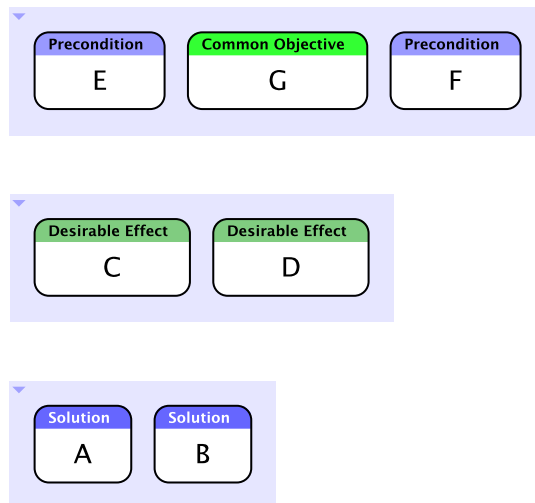 Precondition
E
Common Objective
G
Precondition
F
Desirable Effect
C
Desirable Effect
D
Solution
A
Solution
B